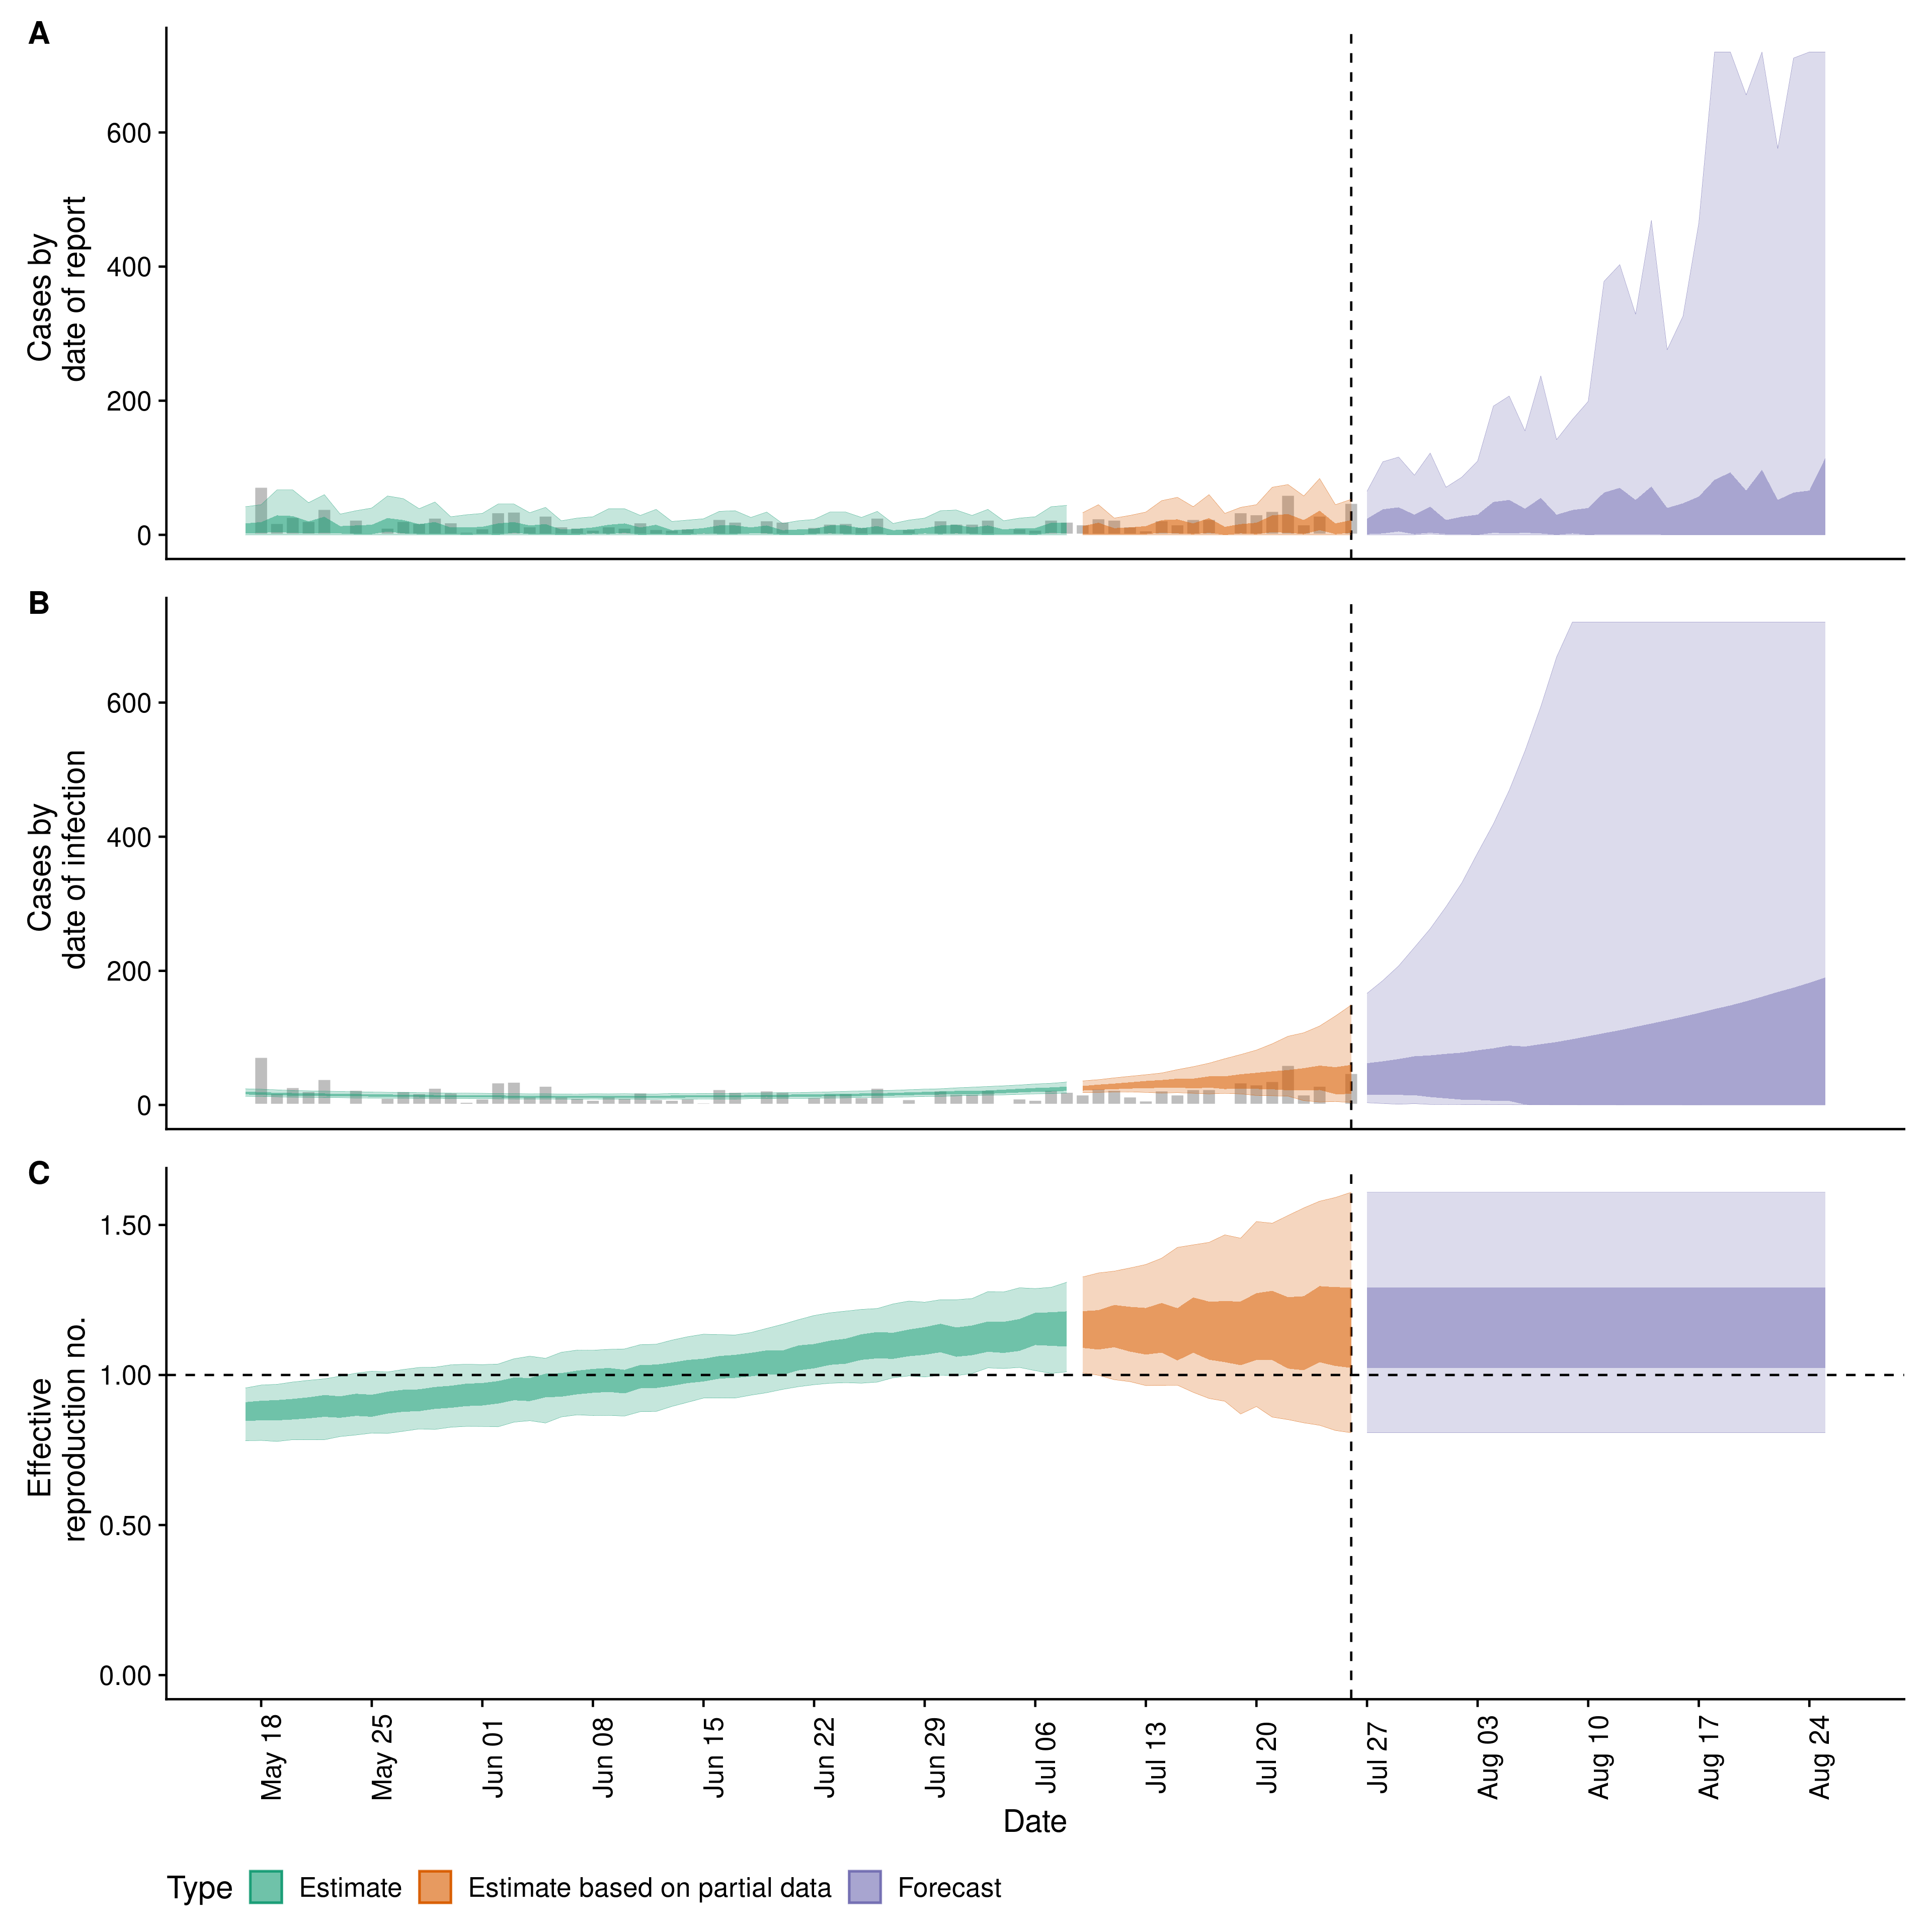 A
Cases by
date of report
600
400
200
0
B
Cases by
date of infection
600
400
200
0
C
Effective
reproduction no.
1.50
1.00
0.50
0.00
May 18
May 25
Jun 01
Jun 08
Jun 15
Jun 22
Jun 29
Jul 06
Jul 13
Jul 20
Jul 27
Aug 03
Aug 10
Aug 17
Aug 24
Date
Type Estimate Estimate based on partial data Forecast